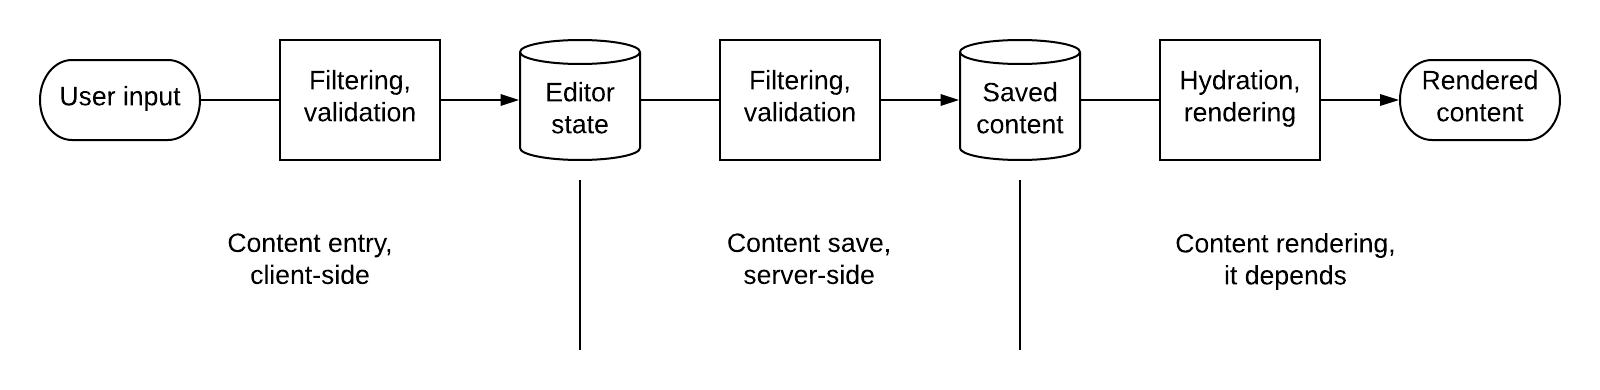 User input
Filtering,
validation
Editor
state
Filtering,
validation
Saved
content
Hydration,
rendering
Rendered
content
Content entry,
client-side
Content save,
server-side
Content rendering,
it depends